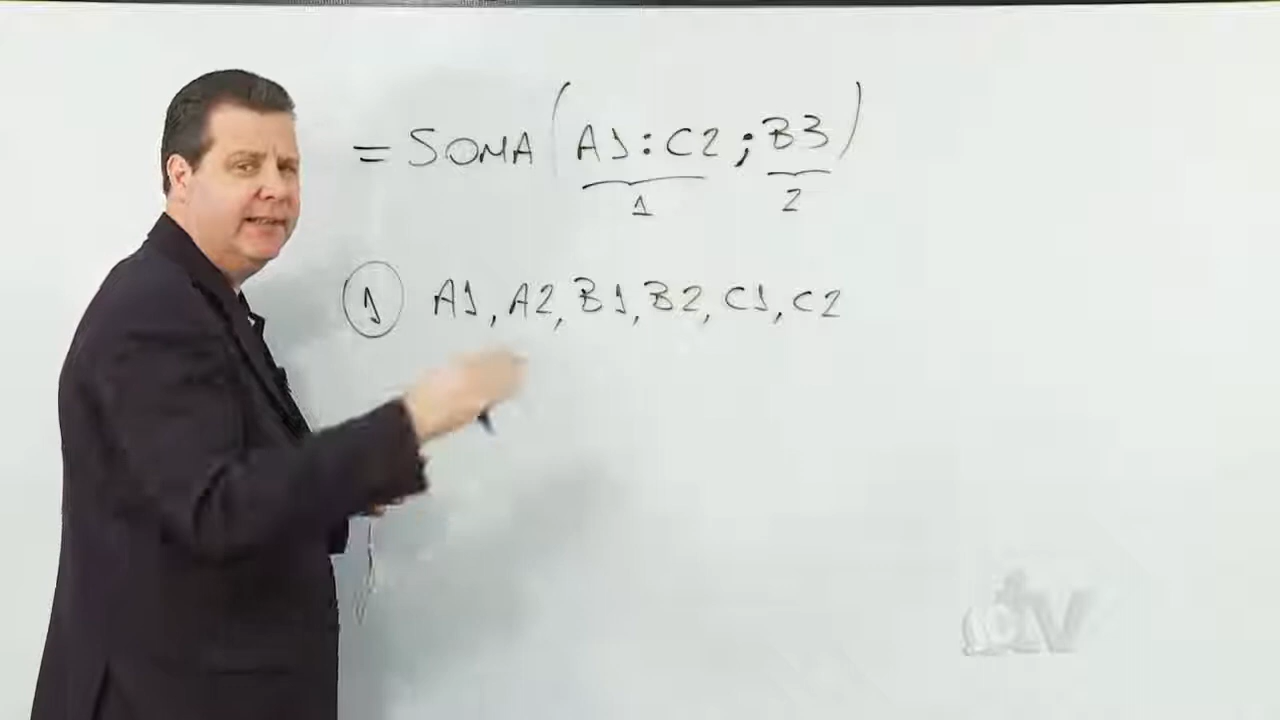 = SOMA(A1:C2;B3)
1 2
1 A1, A2, B1, B2, C1, C2